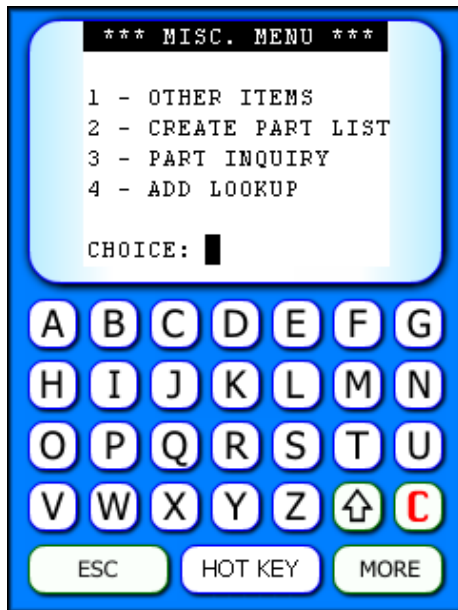 *** MISC. MENU ***
1 - OTHER ITEMS
2 - CREATE PART LIST
3 - PART INQUIRY
4 - ADD LOOKUP
CHOICE:
A B C D E F G
H I J K L M N
O P Q R S T U
V W X Y Z C
ESC HOT KEY MORE